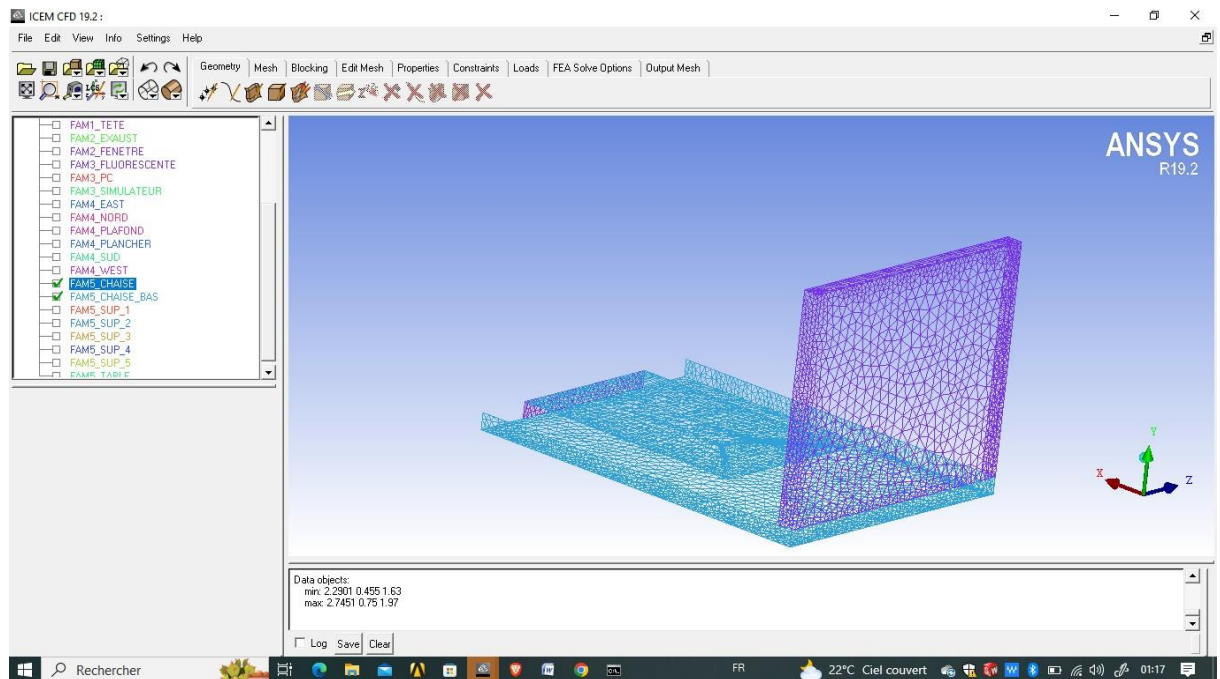 ICEM CFD 19.2 :
File Edit View Info Settings Help
Geometry Mesh Blocking Edit Mesh Properties Constraints Loads FEA Solve Options Output Mesh
FAM1_TETE
FAM2_EXAUST
FAM2_FENETRE
FAM3_FLUORESCENTE
FAM3_PC
FAM3_SIMULATEUR
FAM4_EAST
FAM4_NORD
FAM4_PLAFOND
FAM4_PLANCHER
FAM4_SUD
FAM4_WEST
FAM5_CHAISE
FAM5_CHAISE_BAS
FAM5_SUP_1
FAM5_SUP_2
FAM5_SUP_3
FAM5_SUP_4
FAM5_SUP_5
FAM5_TABLE
ANSYS
R19.2
Y
X
Z
Data objects:
min: 2.2901 0.455 1.63
max: 2.7451 0.75 1.97
Log Save Clear
Rechercher
FR
22°C Ciel couvert
01:17